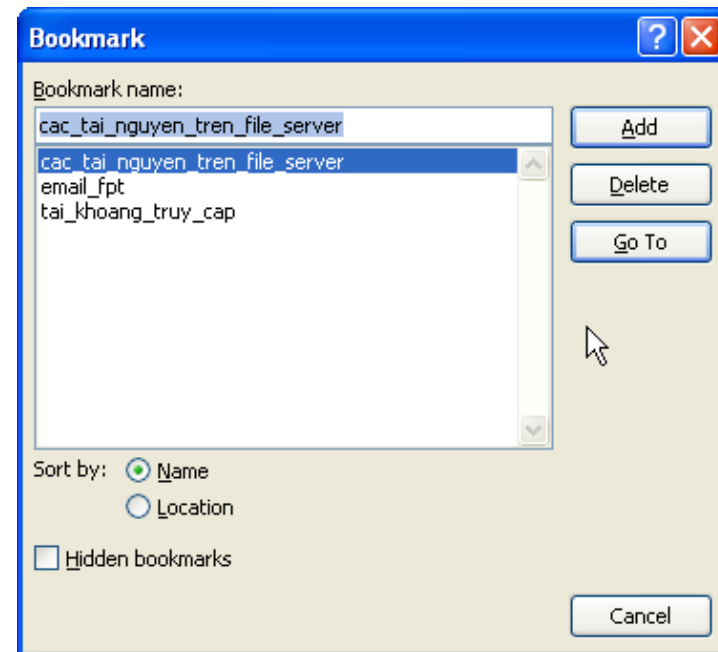 Bookmark
Bookmark name:
cac_tai_nguyen_tren_file_server
Add
cac_tai_nguyen_tren_file_server
email_fpt
tai_khoang_truy_cap
Delete
Go To
Sort by:
Name
Location
Hidden bookmarks
Cancel